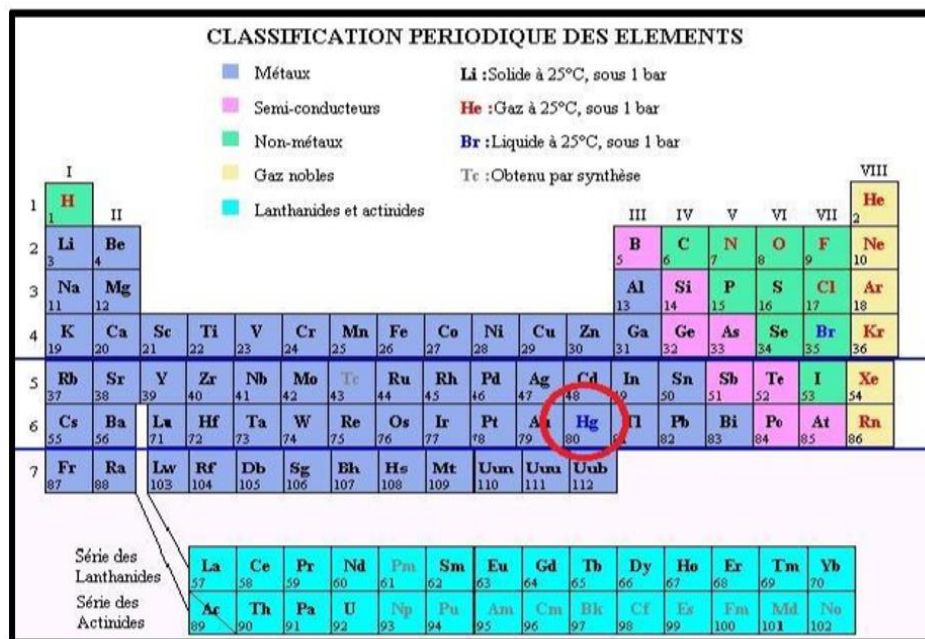 CLASSIFICATION PERIODIQUE DES ELEMENTS
Métaux Li :Solide à 25°C, sous 1 bar
Semi-conducteurs He :Gaz à 25°C, sous 1 bar
Non-métaux Br :Liquide à 25°C, sous 1 bar
Gaz nobles Tc :Obtenu par synthèse
Lanthanides et actinides
I VIII
1 H He
1 II III IV V VI VII 2
2 Li Be B C N O F Ne
3 4 5 6 7 8 9 10
3 Na Mg Al Si P S Cl Ar
11 12 13 14 15 16 17 18
4 K Ca Sc Ti V Cr Mn Fe Co Ni Cu Zn Ga Ge As Se Br Kr
19 20 21 22 23 24 25 26 27 28 29 30 31 32 33 34 35 36
5 Rb Sr Y Zr Nb Mo Tc Ru Rh Pd Ag Cd In Sn Sb Te I Xe
37 38 39 40 41 42 43 44 45 46 47 48 49 50 51 52 53 54
6 Cs Ba Lu Hf Ta W Re Os Ir Pt Au Hg Tl Pb Bi Po At Rn
55 56 71 72 73 74 75 76 77 78 79 80 81 82 83 84 85 86
7 Fr Ra Lw Rf Db Sg Bh Hs Mt Uun Uuu Uub
87 88 103 104 105 106 107 108 109 110 111 112
Série des Lanthanides
La Ce Pr Nd Pm Sm Eu Gd Tb Dy Ho Er Tm Yb
57 58 59 60 61 62 63 64 65 66 67 68 69 70
Série des Actinides
Ac Th Pa U Np Pu Am Cm Bk Cf Es Fm Md No
89 90 91 92 93 94 95 96 97 98 99 100 101 102